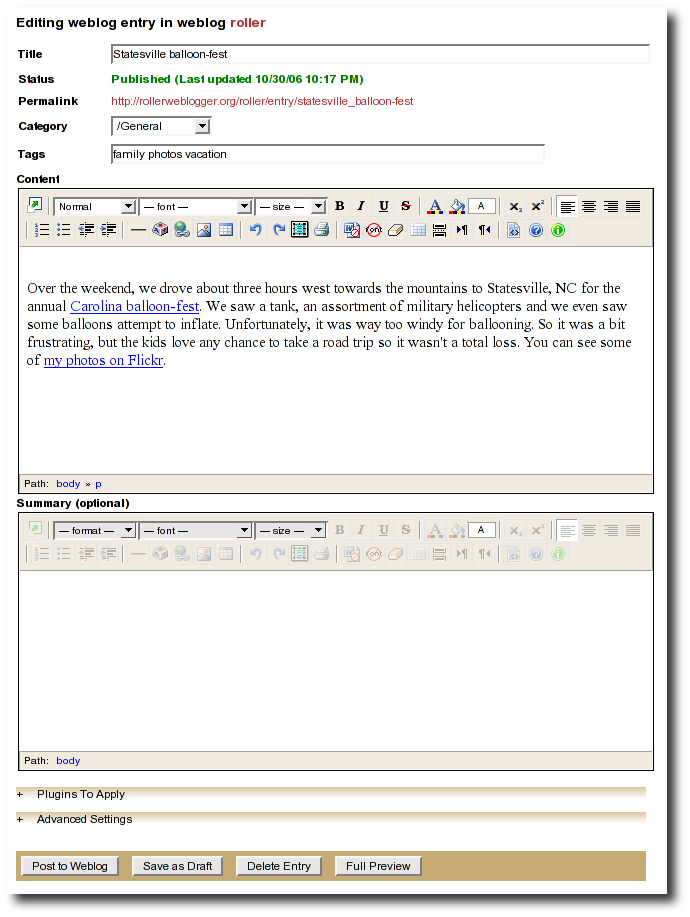 Editing weblog entry in weblog roller
Title Statesville balloon-fest
Status Published (Last updated 10/30/06 10:17 PM)
Permalink http://rollerweblogger.org/roller/entry/statesville_balloon-fest
Category /General
Tags family photos vacation
Content
Normal — font — — size — B I U S A A x₂ x²
Over the weekend, we drove about three hours west towards the mountains to Statesville, NC for the
annual Carolina balloon-fest. We saw a tank, an assortment of military helicopters and we even saw
some balloons attempt to inflate. Unfortunately, it was way too windy for ballooning. So it was a bit
frustrating, but the kids love any chance to take a road trip so it wasn't a total loss. You can see some
of my photos on Flickr.
Path: body » p
Summary (optional)
— format — — font — — size — B I U S A A x₂ x²
Path: body
+ Plugins To Apply
+ Advanced Settings
Post to Weblog Save as Draft Delete Entry Full Preview